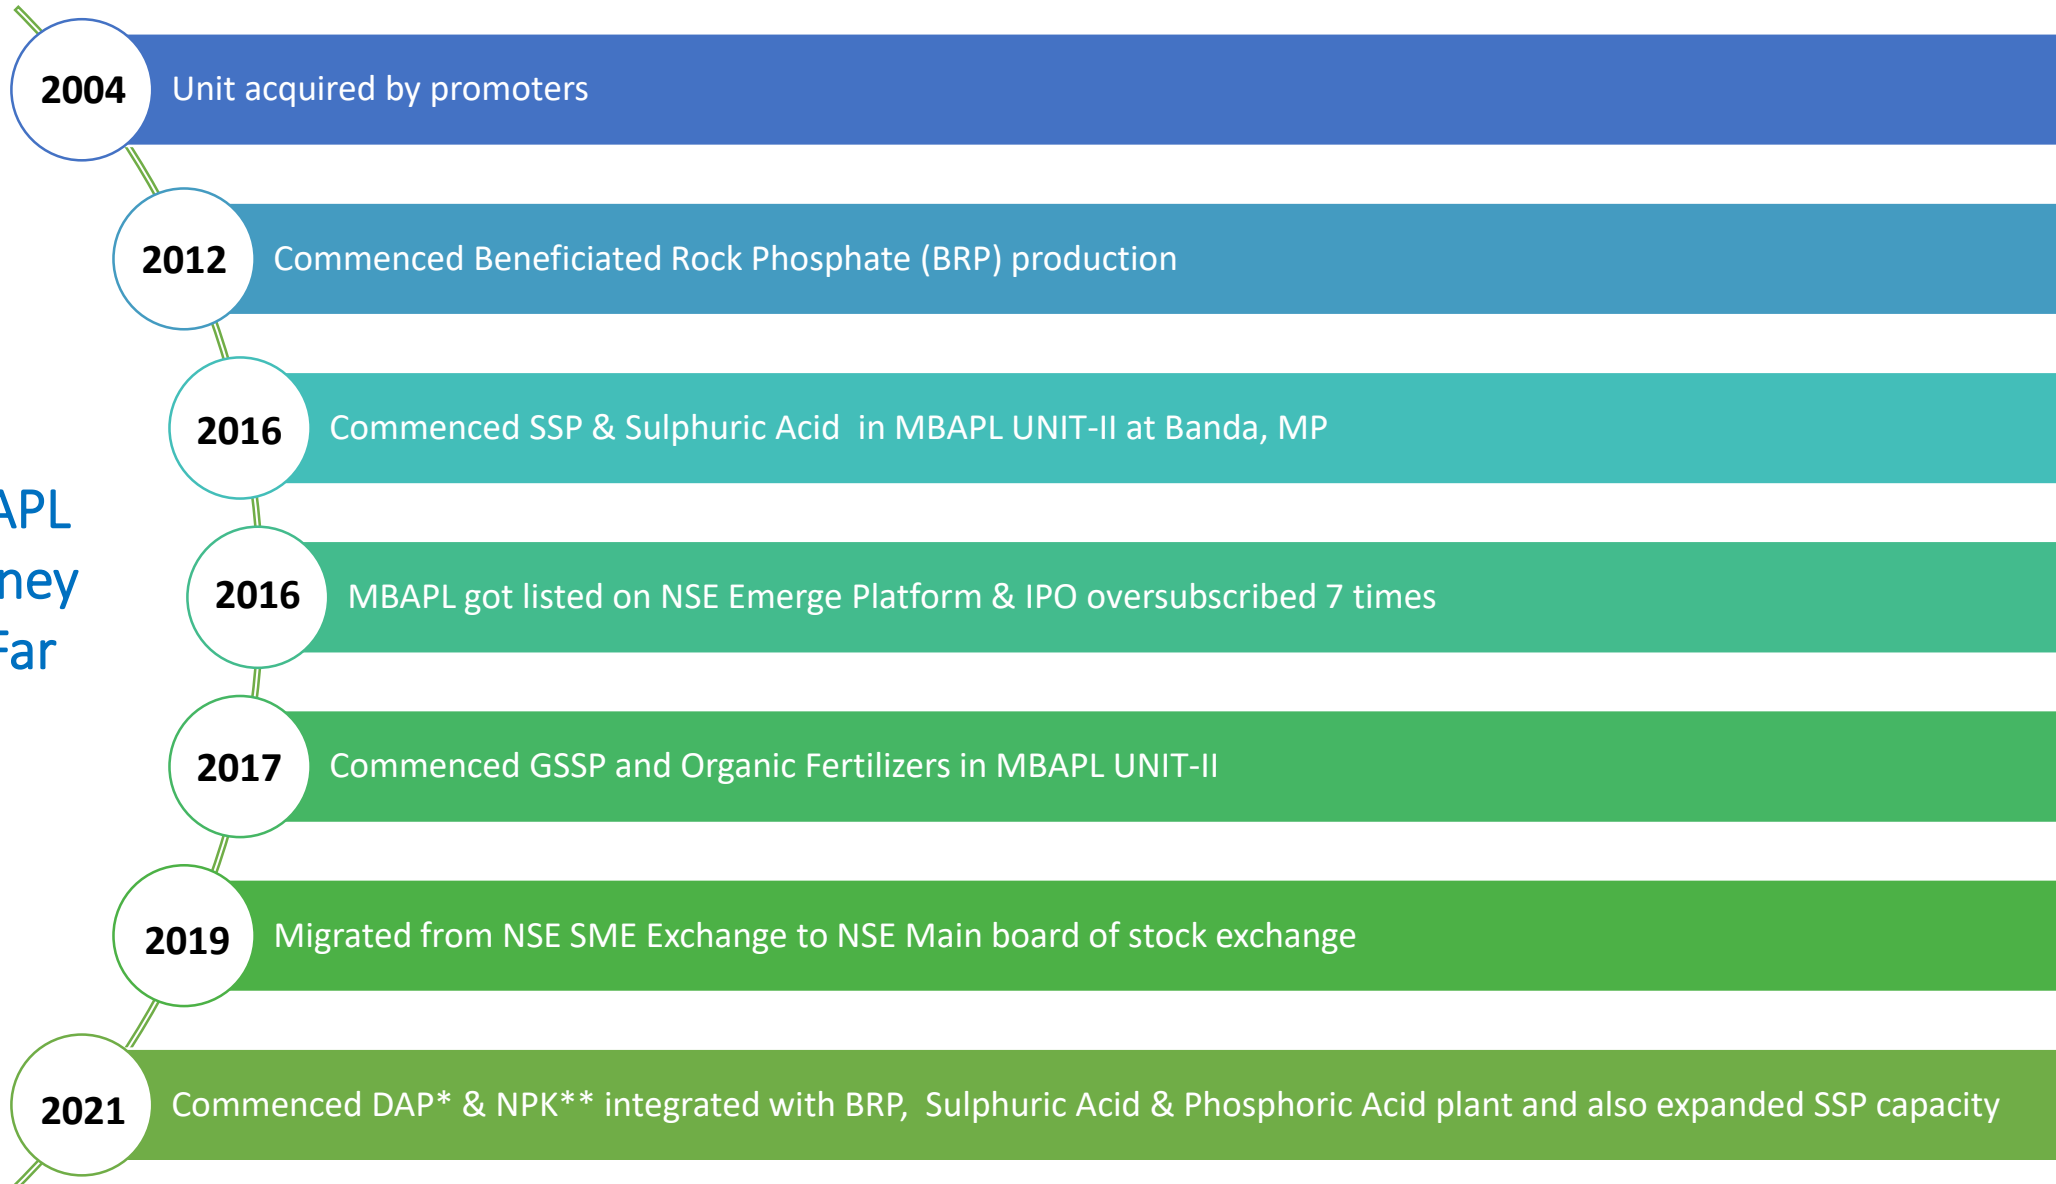 2004
Unit acquired by promoters
2012
Commenced Beneficiated Rock Phosphate (BRP) production
2016
Commenced SSP & Sulphuric Acid  in MBAPL UNIT-II at Banda, MP
APL
ney
Far
2016
MBAPL got listed on NSE Emerge Platform & IPO oversubscribed 7 times
2017
Commenced GSSP and Organic Fertilizers in MBAPL UNIT-II
2019
Migrated from NSE SME Exchange to NSE Main board of stock exchange
2021
Commenced DAP* & NPK** integrated with BRP,  Sulphuric Acid & Phosphoric Acid plant and also expanded SSP capacity